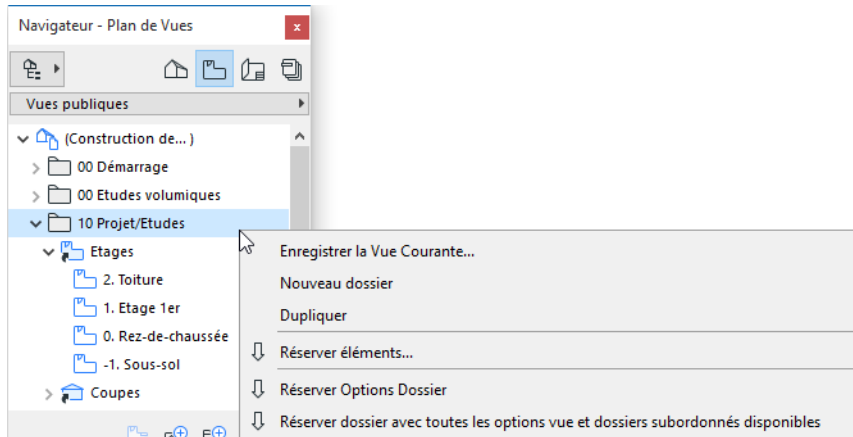 Navigateur - Plan de Vues
Vues publiques
(Construction de... )
00 Démarrage
00 Etudes volumiques
10 Projet/Etudes
Etages
2. Toiture
1. Etage 1er
0. Rez-de-chaussée
-1. Sous-sol
Coupes
Enregistrer la Vue Courante...
Nouveau dossier
Dupliquer
Réserver éléments...
Réserver Options Dossier
Réserver dossier avec toutes les options vue et dossiers subordonnés disponibles